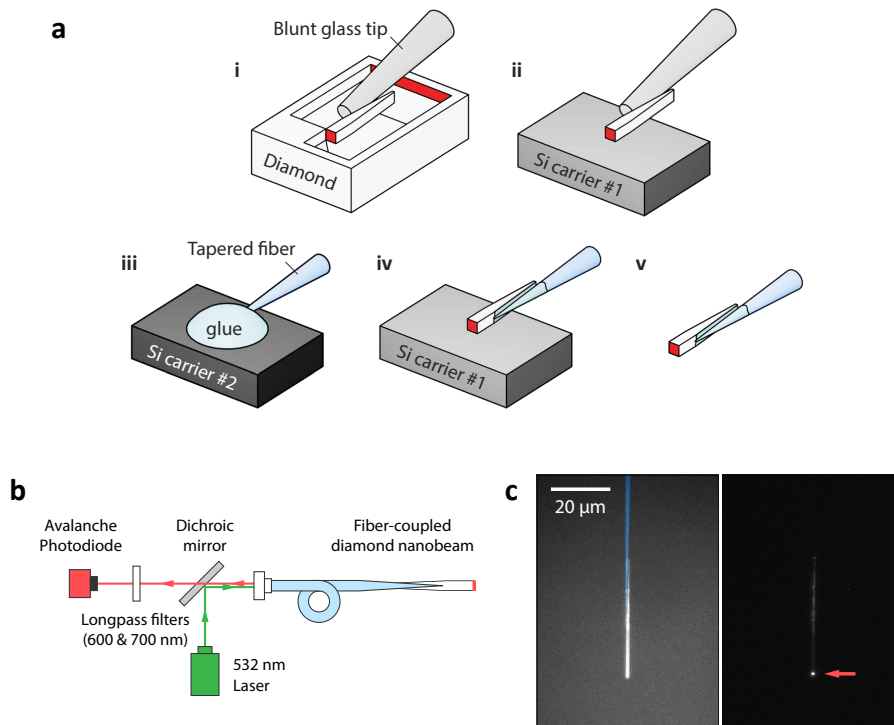 a
Blunt glass tip
i
ii
Diamond
Si carrier #1
Tapered fiber
iii
iv
v
glue
Si carrier #2
Si carrier #1
b
c
Avalanche
Photodiode
Dichroic
mirror
Fiber-coupled
diamond nanobeam
Longpass filters
(600 & 700 nm)
532 nm
Laser
20 μm